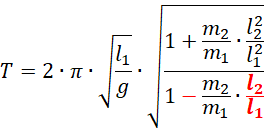 T = 2 · π · √(l₁/g) · √((1 + m₂/m₁ · l₂²/l₁²)/(1 − m₂/m₁ · l₂/l₁))